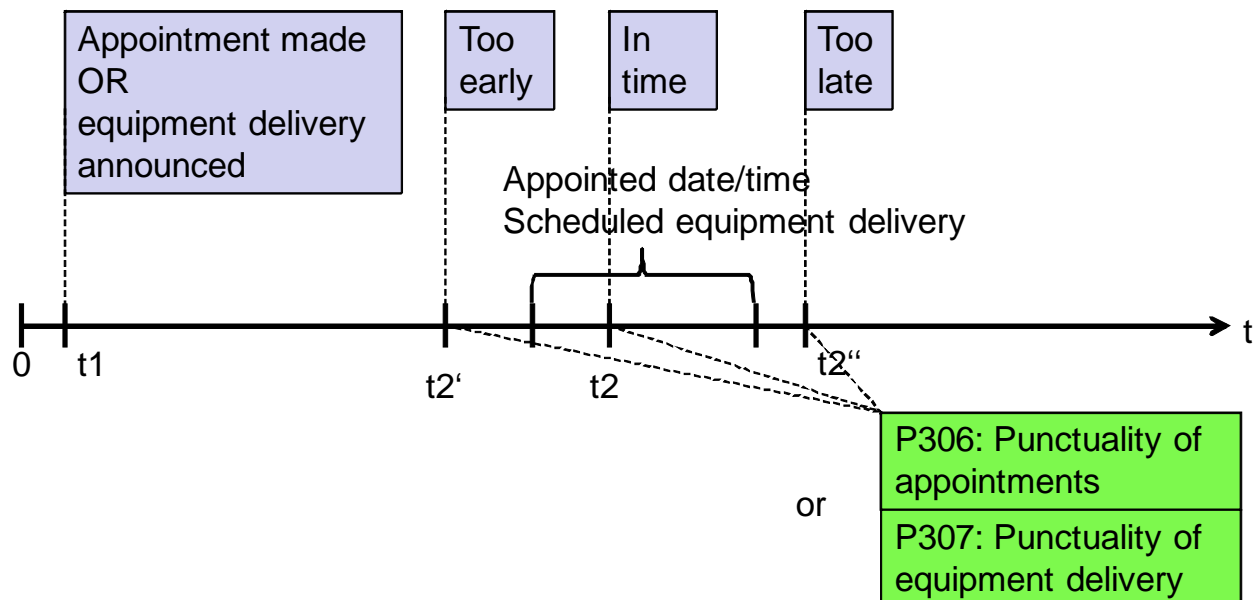 Appointment made
OR
equipment delivery
announced
Too
early
In
time
Too
late
Appointed date/time
Scheduled equipment delivery
0
t1
t2‘
t2
t2“
t
or
P306: Punctuality of
appointments
P307: Punctuality of
equipment delivery